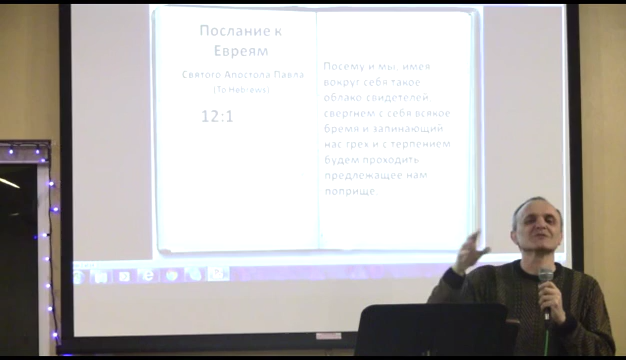 Послание к
Евреям
Святого Апостола Павла
(To Hebrews)
12:1
Посему и мы, имея
вокруг себя такое
облако свидетелей
свергнем с себя всякое
бремя и запинающий
нас грех и с терпением
будем проходить
предлежащее нам
поприще